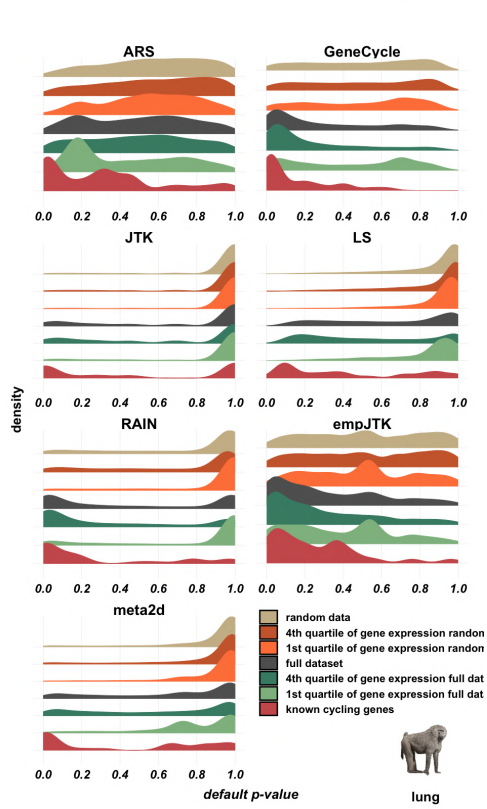 ARS GeneCycle
0.0 0.2 0.4 0.6 0.8 1.0 0.0 0.2 0.4 0.6 0.8 1.0
JTK LS
0.0 0.2 0.4 0.6 0.8 1.0 0.0 0.2 0.4 0.6 0.8 1.0
density
RAIN empJTK
0.0 0.2 0.4 0.6 0.8 1.0 0.0 0.2 0.4 0.6 0.8 1.0
meta2d
0.0 0.2 0.4 0.6 0.8 1.0
default p-value
random data
4th quartile of gene expression randon
1st quartile of gene expression randon
full dataset
4th quartile of gene expression full dat
1st quartile of gene expression full dat
known cycling genes
lung